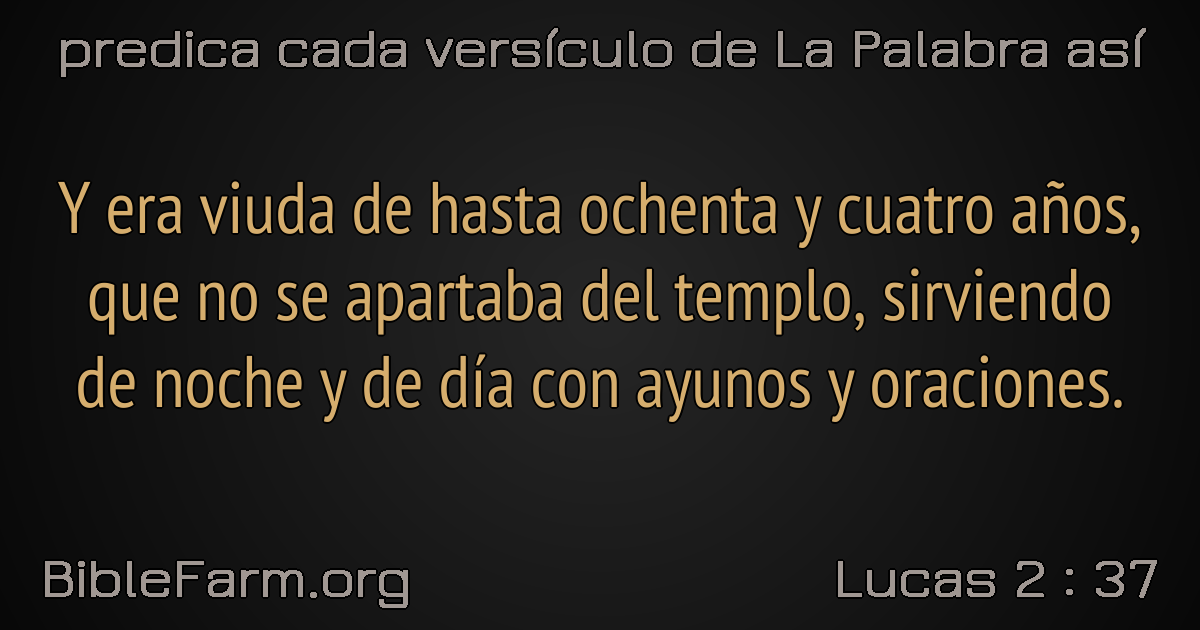 predica cada versículo de La Palabra así
Y era viuda de hasta ochenta y cuatro años,
que no se apartaba del templo, sirviendo
de noche y de día con ayunos y oraciones.
BibleFarm.org
Lucas 2 : 37